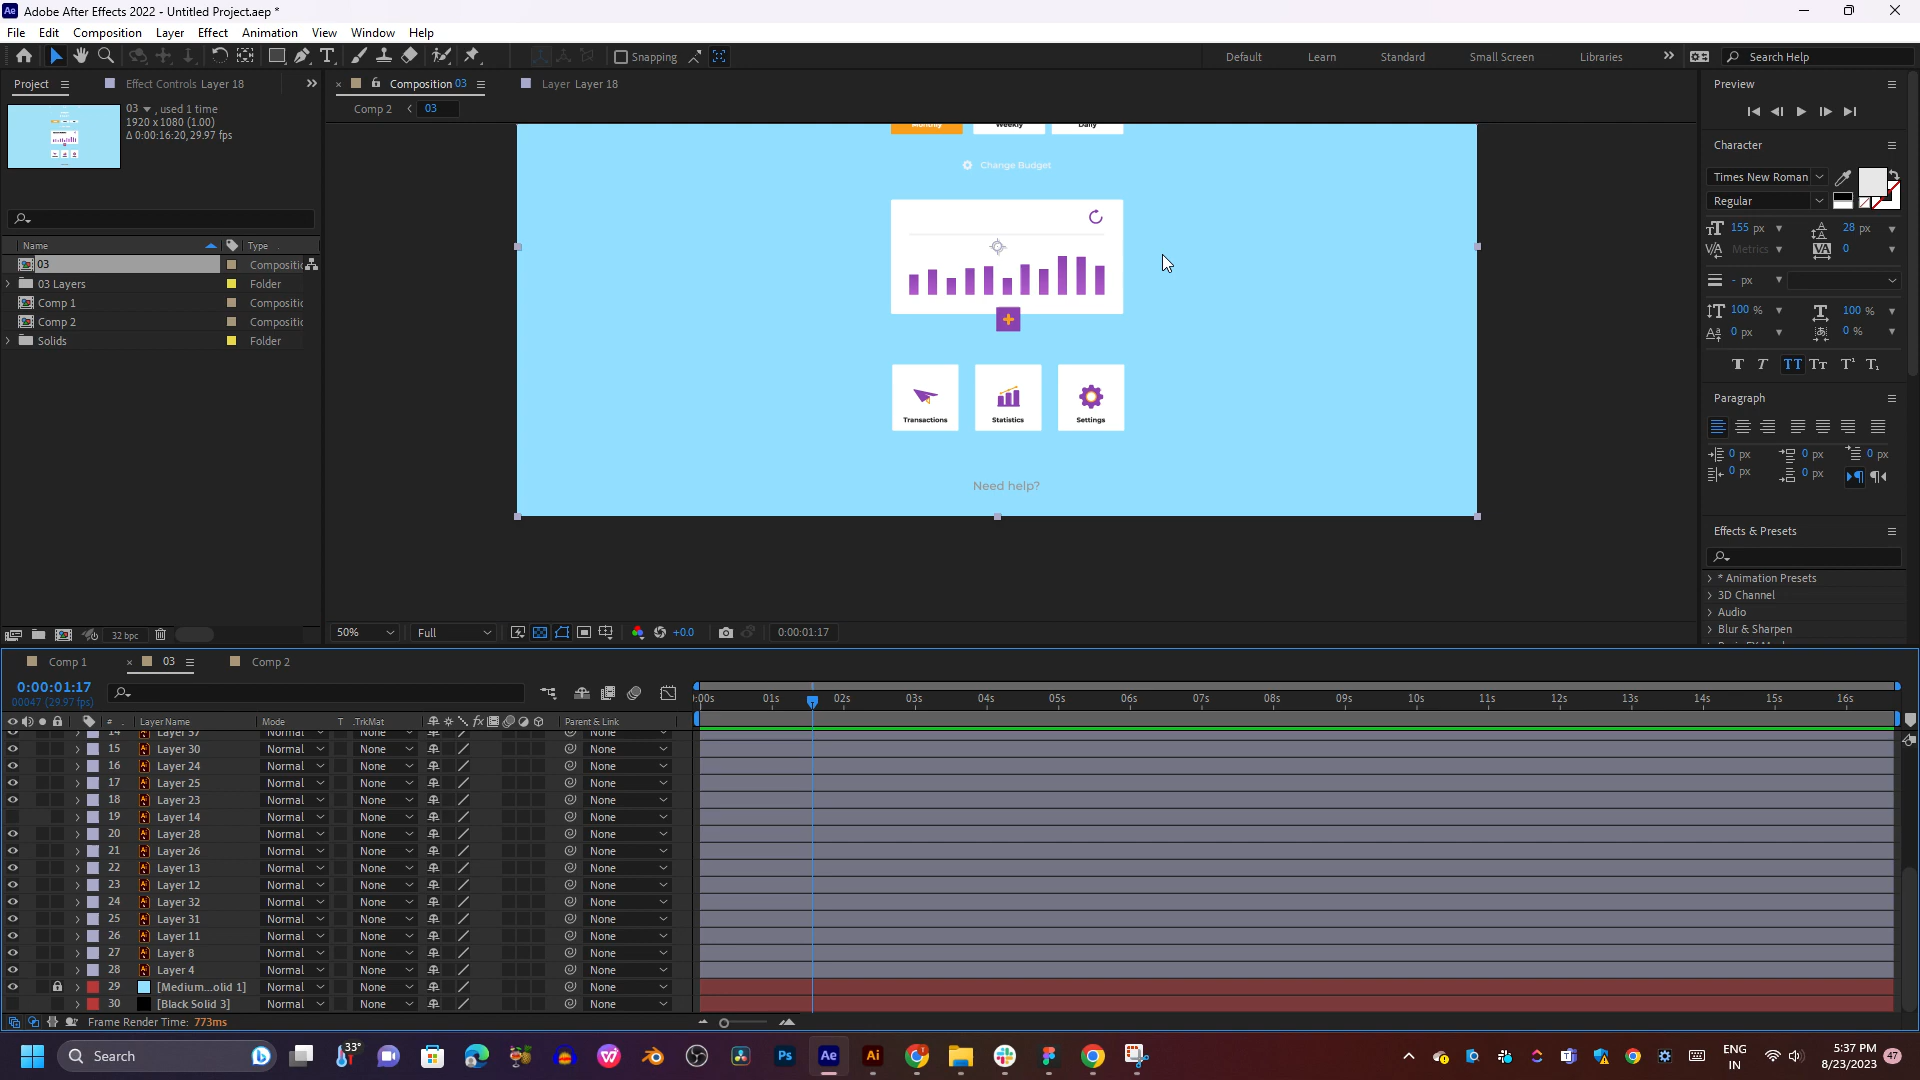 Adobe After Effects 2022 - Untitled Project.aep *
File Edit Composition Layer Effect Animation View Window Help
Snapping
Default Learn Standard Small Screen Libraries
Search Help
Project
Effect Controls Layer 18
Composition 03
Layer Layer 18
Comp 2 03
03 , used 1 time
1920 x 1080 (1.00)
Δ 0:00:16:20, 29.97 fps
Name Type
03 Compositic
03 Layers Folder
Comp 1 Compositic
Comp 2 Compositic
Solids Folder
32 bpc
Monthly Weekly Daily
Change Budget
Transactions Statistics Settings
Need help?
50% Full +0.0 0:00:01:17
Preview
Character
Times New Roman
Regular
155 px 28 px
Metrics 0
- px
100 % 100 %
0 px 0 %
Paragraph
0 px 0 px 0 px
0 px 0 px
Effects & Presets
* Animation Presets
3D Channel
Audio
Blur & Sharpen
Comp 1 03 Comp 2
0:00:01:17
00047 (29.97 fps)
:00s 01s 02s 03s 04s 05s 06s 07s 08s 09s 10s 11s 12s 13s 14s 15s 16s
# Layer Name Mode T .TrkMat Parent & Link
14 Layer 37 Normal None None
15 Layer 30 Normal None None
16 Layer 24 Normal None None
17 Layer 25 Normal None None
18 Layer 23 Normal None None
19 Layer 14 Normal None None
20 Layer 28 Normal None None
21 Layer 26 Normal None None
22 Layer 13 Normal None None
23 Layer 12 Normal None None
24 Layer 32 Normal None None
25 Layer 31 Normal None None
26 Layer 11 Normal None None
27 Layer 8 Normal None None
28 Layer 4 Normal None None
29 [Medium...olid 1] Normal None None
30 [Black Solid 3] Normal None None
Frame Render Time: 773ms
Search
33°
ENG
IN
5:37 PM
8/23/2023
47